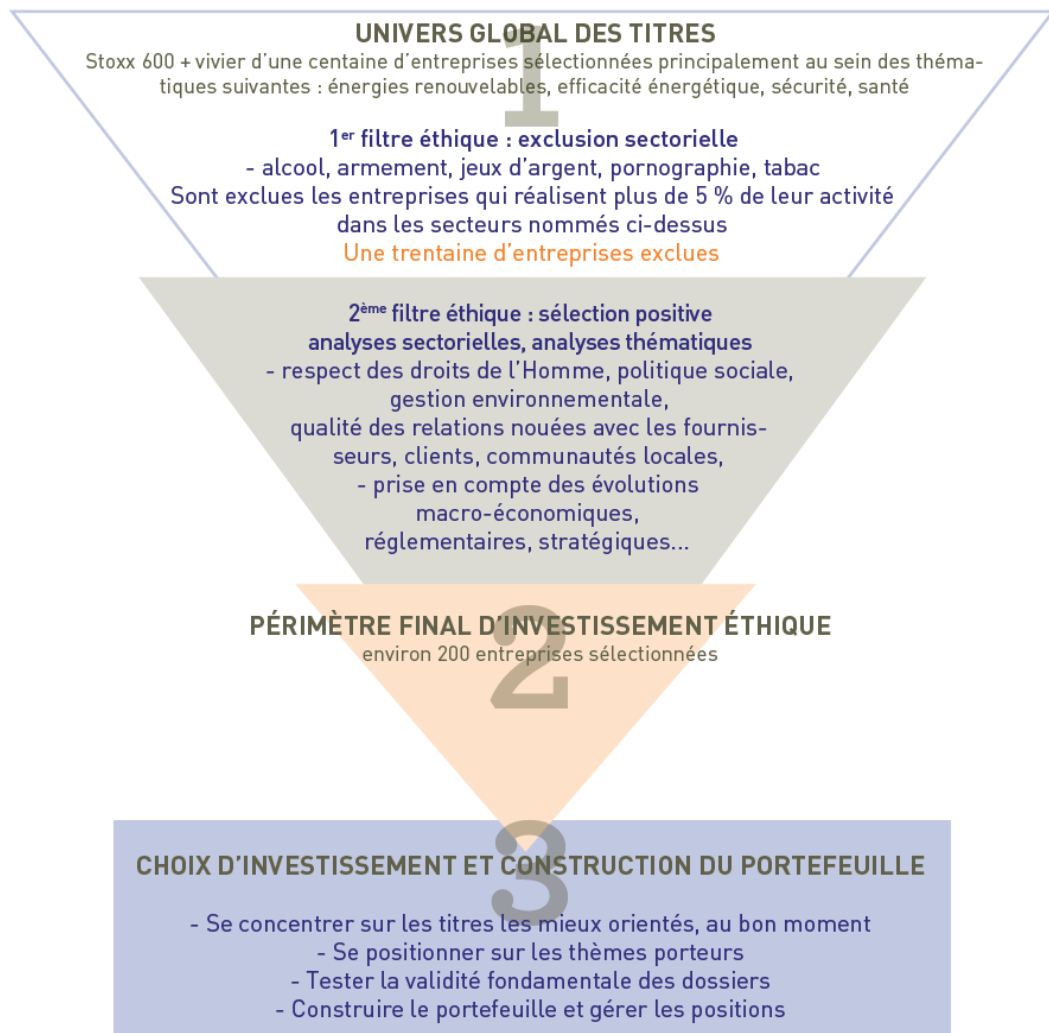 1
UNIVERS GLOBAL DES TITRES
Stoxx 600 + vivier d'une centaine d'entreprises sélectionnées principalement au sein des théma-
tiques suivantes : énergies renouvelables, efficacité énergétique, sécurité, santé
1er filtre éthique : exclusion sectorielle
- alcool, armement, jeux d'argent, pornographie, tabac
Sont exclues les entreprises qui réalisent plus de 5 % de leur activité
dans les secteurs nommés ci-dessus
Une trentaine d'entreprises exclues
2ème filtre éthique : sélection positive
analyses sectorielles, analyses thématiques
- respect des droits de l'Homme, politique sociale,
gestion environnementale,
qualité des relations nouées avec les fournis-
seurs, clients, communautés locales,
- prise en compte des évolutions
macro-économiques,
réglementaires, stratégiques...
2
PÉRIMÈTRE FINAL D'INVESTISSEMENT ÉTHIQUE
environ 200 entreprises sélectionnées
3
CHOIX D'INVESTISSEMENT ET CONSTRUCTION DU PORTEFEUILLE
- Se concentrer sur les titres les mieux orientés, au bon moment
- Se positionner sur les thèmes porteurs
- Tester la validité fondamentale des dossiers
- Construire le portefeuille et gérer les positions